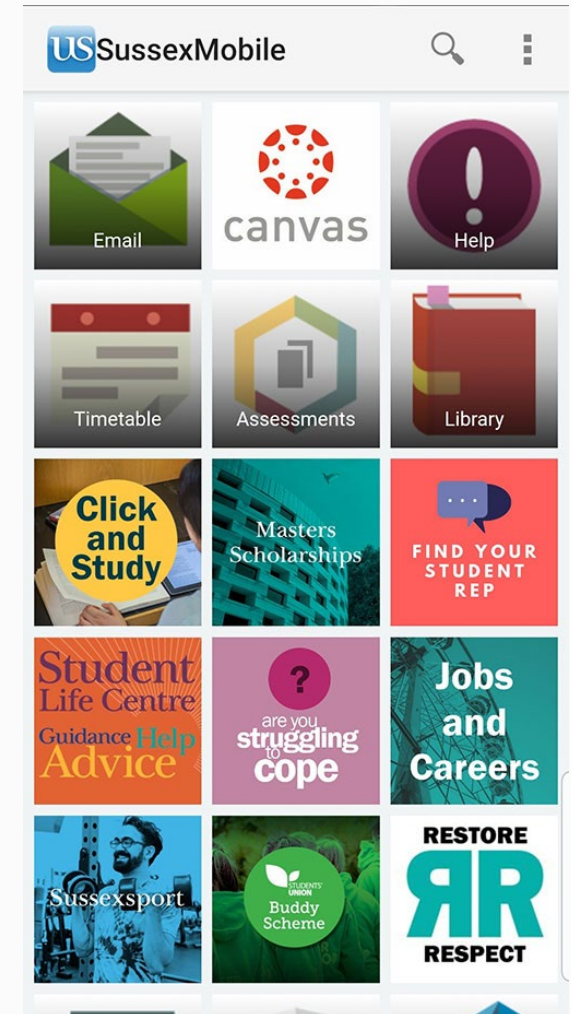 US SussexMobile
Email
canvas
Help
Timetable
Assessments
Library
Click
and
Study
Masters
Scholarships
FIND YOUR
STUDENT
REP
Student
Life Centre
Guidance Help
Advice
?
are you
struggling
to
cope
Jobs
and
Careers
Sussexsport
STUDENTS'
UNION
Buddy
Scheme
RESTORE
RR
RESPECT